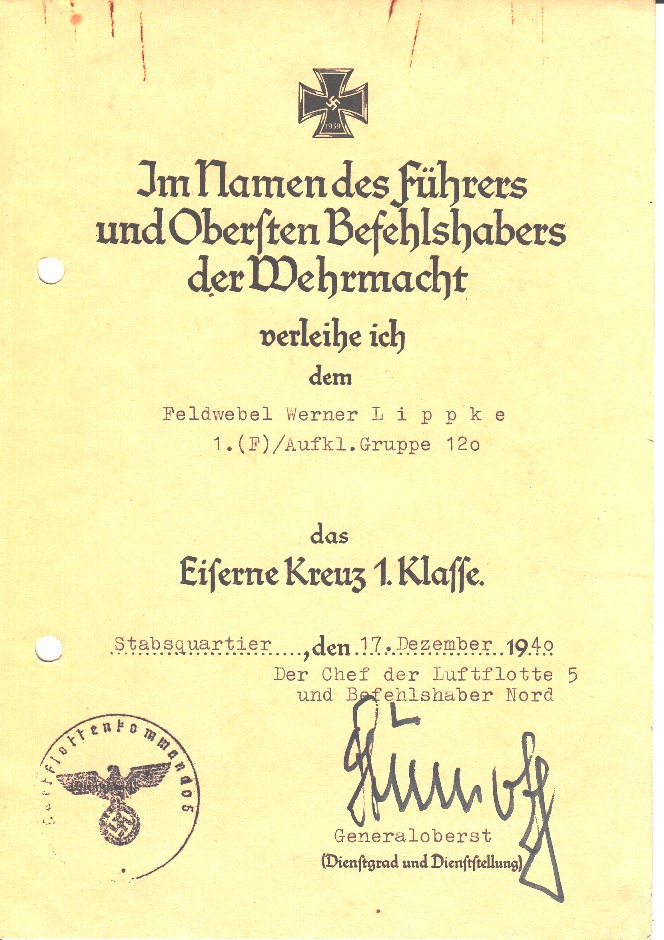 1939
Im Namen des Führers
und Oberſten Befehlshabers
der Wehrmacht
verleihe ich
dem
Feldwebel Werner L i p p k e
1.(F)/Aufkl.Gruppe 12o
das
Eiſerne Kreuz 1. Klaſſe.
Stabsquartier ...., den 17. Dezember 194o
Der Chef der Luftflotte 5
und Befehlshaber Nord
Generaloberst
(Dienſtgrad und Dienſtſtellung)